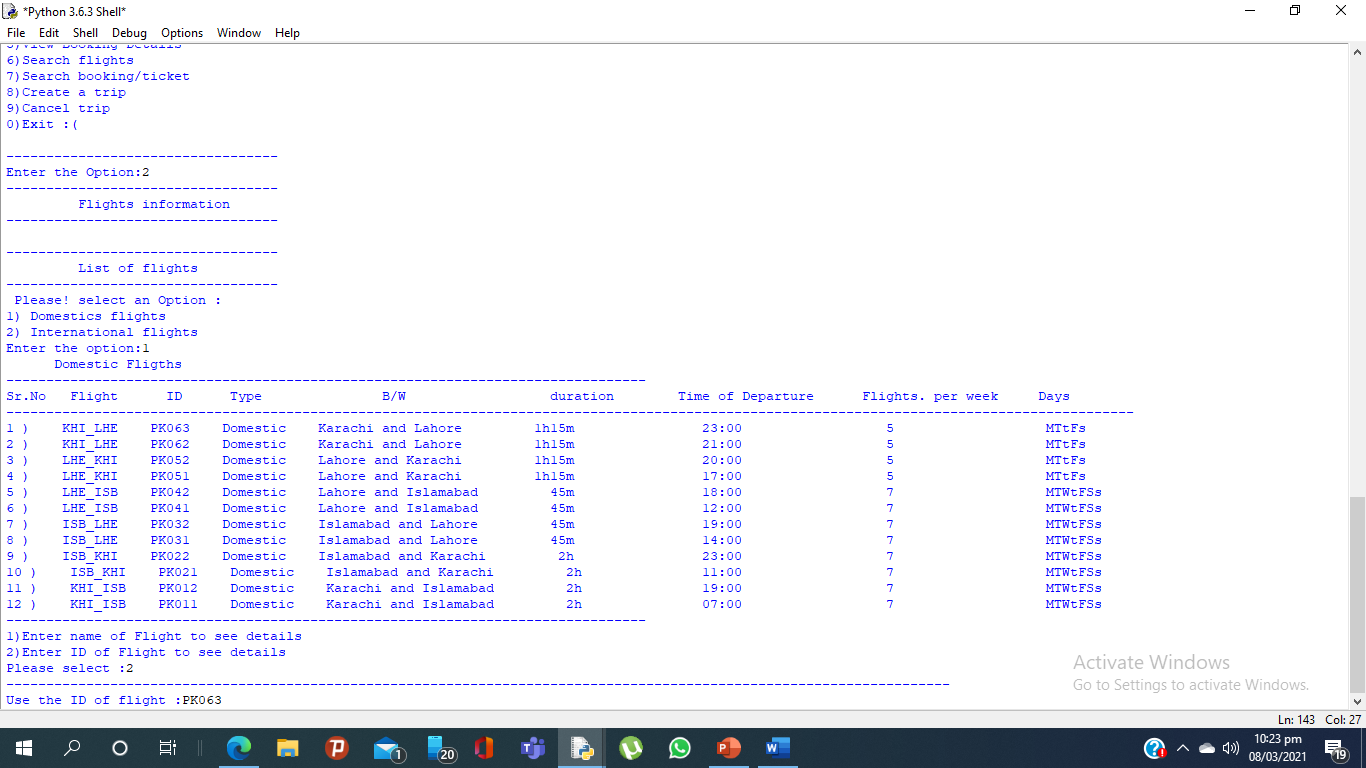 *Python 3.6.3 Shell*
File Edit Shell Debug Options Window Help
5)View Booking Details
6)Search flights
7)Search booking/ticket
8)Create a trip
9)Cancel trip
0)Exit :(
----------------------------------
Enter the Option:2
----------------------------------
Flights information
----------------------------------
----------------------------------
List of flights
----------------------------------
Please! select an Option :
1) Domestics flights
2) International flights
Enter the option:1
Domestic Fligths
--------------------------------------------------------------------------------
Sr.No Flight ID Type B/W duration Time of Departure Flights. per week Days
---------------------------------------------------------------------------------------------------------------------------------------------
1 ) KHI_LHE PK063 Domestic Karachi and Lahore 1h15m 23:00 5 MTtFs
2 ) KHI_LHE PK062 Domestic Karachi and Lahore 1h15m 21:00 5 MTtFs
3 ) LHE_KHI PK052 Domestic Lahore and Karachi 1h15m 20:00 5 MTtFs
4 ) LHE_KHI PK051 Domestic Lahore and Karachi 1h15m 17:00 5 MTtFs
5 ) LHE_ISB PK042 Domestic Lahore and Islamabad 45m 18:00 7 MTWtFSs
6 ) LHE_ISB PK041 Domestic Lahore and Islamabad 45m 12:00 7 MTWtFSs
7 ) ISB_LHE PK032 Domestic Islamabad and Lahore 45m 19:00 7 MTWtFSs
8 ) ISB_LHE PK031 Domestic Islamabad and Lahore 45m 14:00 7 MTWtFSs
9 ) ISB_KHI PK022 Domestic Islamabad and Karachi 2h 23:00 7 MTWtFSs
10 ) ISB_KHI PK021 Domestic Islamabad and Karachi 2h 11:00 7 MTWtFSs
11 ) KHI_ISB PK012 Domestic Karachi and Islamabad 2h 19:00 7 MTWtFSs
12 ) KHI_ISB PK011 Domestic Karachi and Islamabad 2h 07:00 7 MTWtFSs
--------------------------------------------------------------------------------
1)Enter name of Flight to see details
2)Enter ID of Flight to see details
Please select :2
----------------------------------------------------------------------------------------------------------------------
Use the ID of flight :PK063
Activate Windows
Go to Settings to activate Windows.
Ln: 143 Col: 27
1
20
10:23 pm
08/03/2021
19